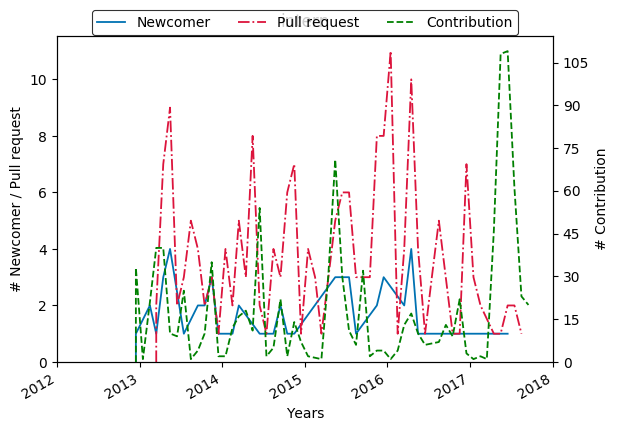 Newcomer Pull request Contribution
# Newcomer / Pull request
10
8
6
4
2
0
105
90
75
60
45
30
15
0
# Contribution
2012 2013 2014 2015 2016 2017 2018
Years